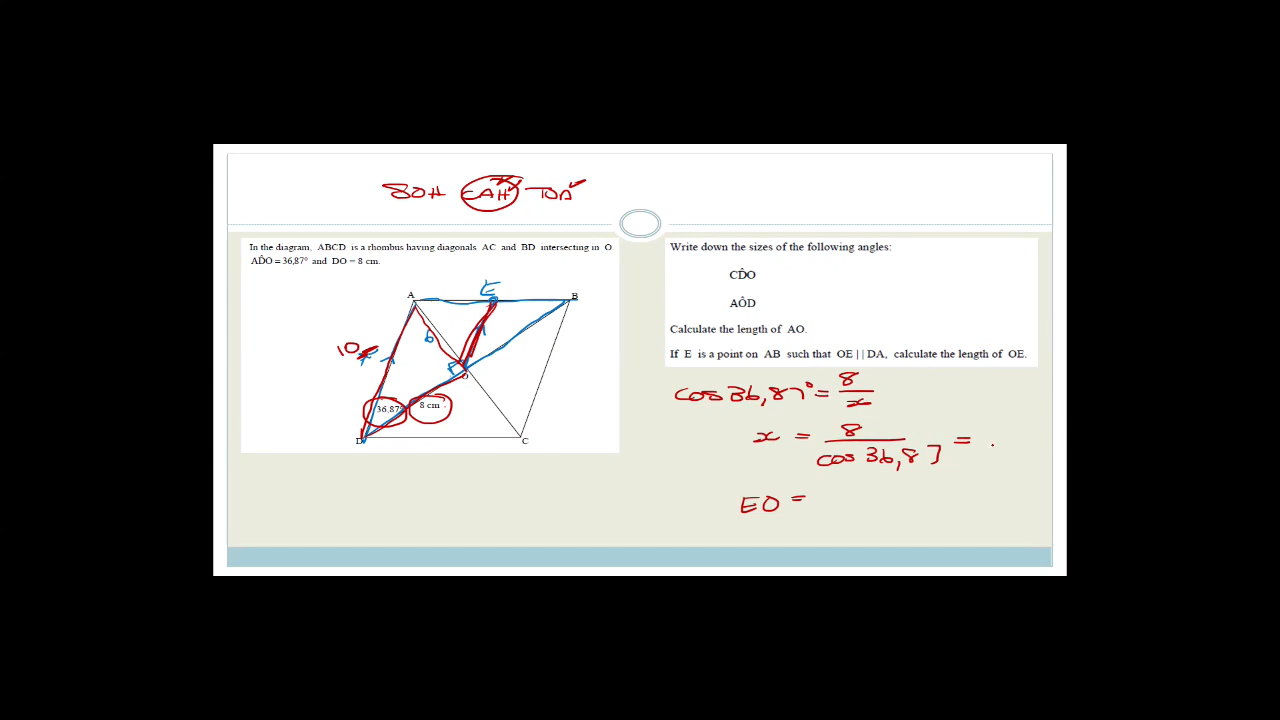 SOH CAH TOA
In the diagram, ABCD is a rhombus having diagonals AC and BD intersecting in O.
AD̂O = 36,87° and DO = 8 cm.
E
A
B
6
10
x
O
36,87°
8 cm
D
C
Write down the sizes of the following angles:
CD̂O
AÔD
Calculate the length of AO.
If E is a point on AB such that OE || DA, calculate the length of OE.
cos 36,87° = 8/x
x = 8/cos 36,87 =
EO =